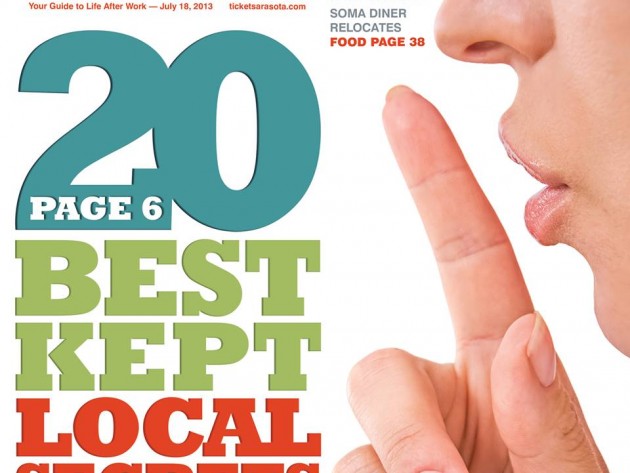 Your Guide to Life After Work — July 18, 2013 ticketsarasota.com
SOMA DINER
RELOCATES
FOOD PAGE 38
20
PAGE 6
BEST
KEPT
LOCAL
SECRETS